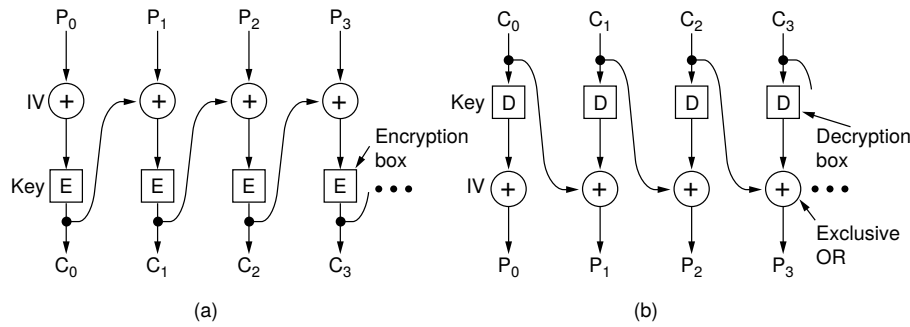 P0 P1 P2 P3
IV + + + +
Encryption
box
Key E E E E
C0 C1 C2 C3
(a)
C0 C1 C2 C3
Key D D D D
Decryption
box
IV + + + +
Exclusive
OR
P0 P1 P2 P3
(b)